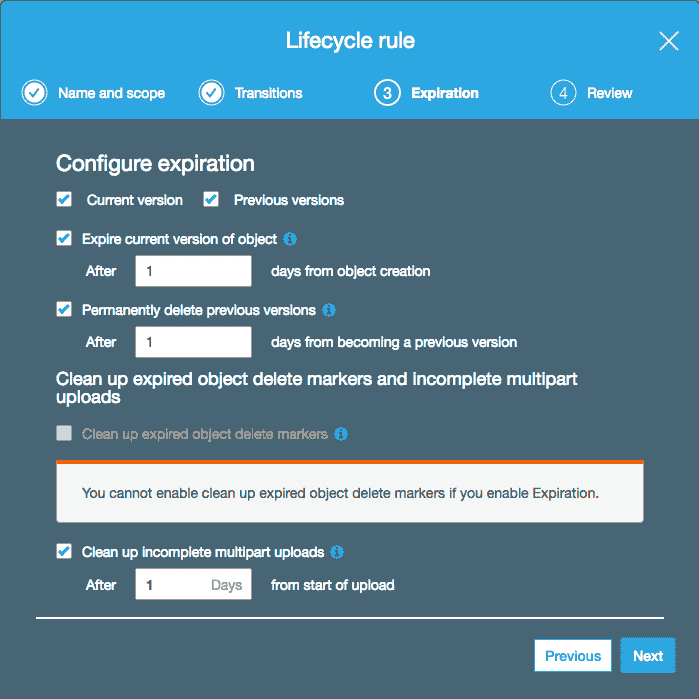 Lifecycle rule
Name and scope Transitions 3 Expiration 4 Review
Configure expiration
Current version Previous versions
Expire current version of object
After 1 days from object creation
Permanently delete previous versions
After 1 days from becoming a previous version
Clean up expired object delete markers and incomplete multipart
uploads
Clean up expired object delete markers
You cannot enable clean up expired object delete markers if you enable Expiration.
Clean up incomplete multipart uploads
After 1 Days from start of upload
Previous Next